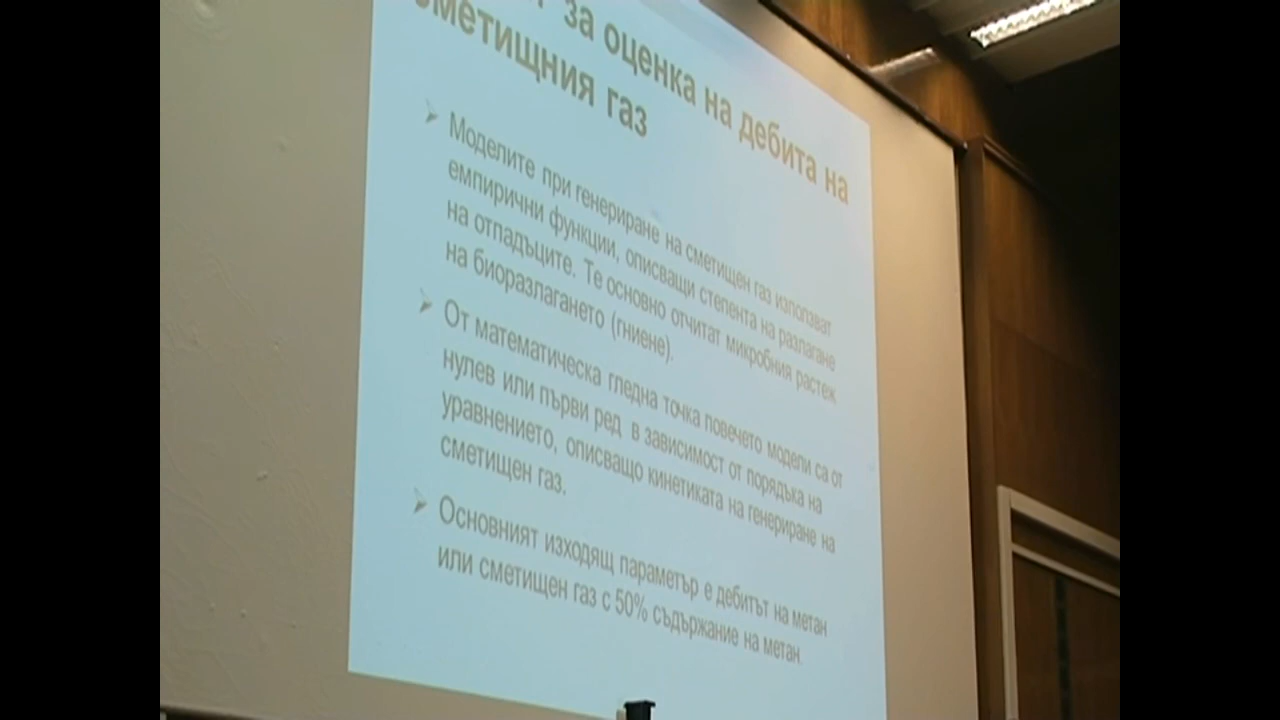 за оценка на дебита на
сметищния газ
Моделите при генериране на сметищен газ използват
емпирични функции, описващи степента на разлагане
на отпадъците. Те основно отчитат микробния растеж
на биоразлагането (гниене).
От математическа гледна точка повечето модели са от
нулев или първи ред в зависимост от порядъка на
уравнението, описващо кинетиката на генериране на
сметищен газ.
Основният изходящ параметър е дебитът на метан
или сметищен газ с 50% съдържание на метан.